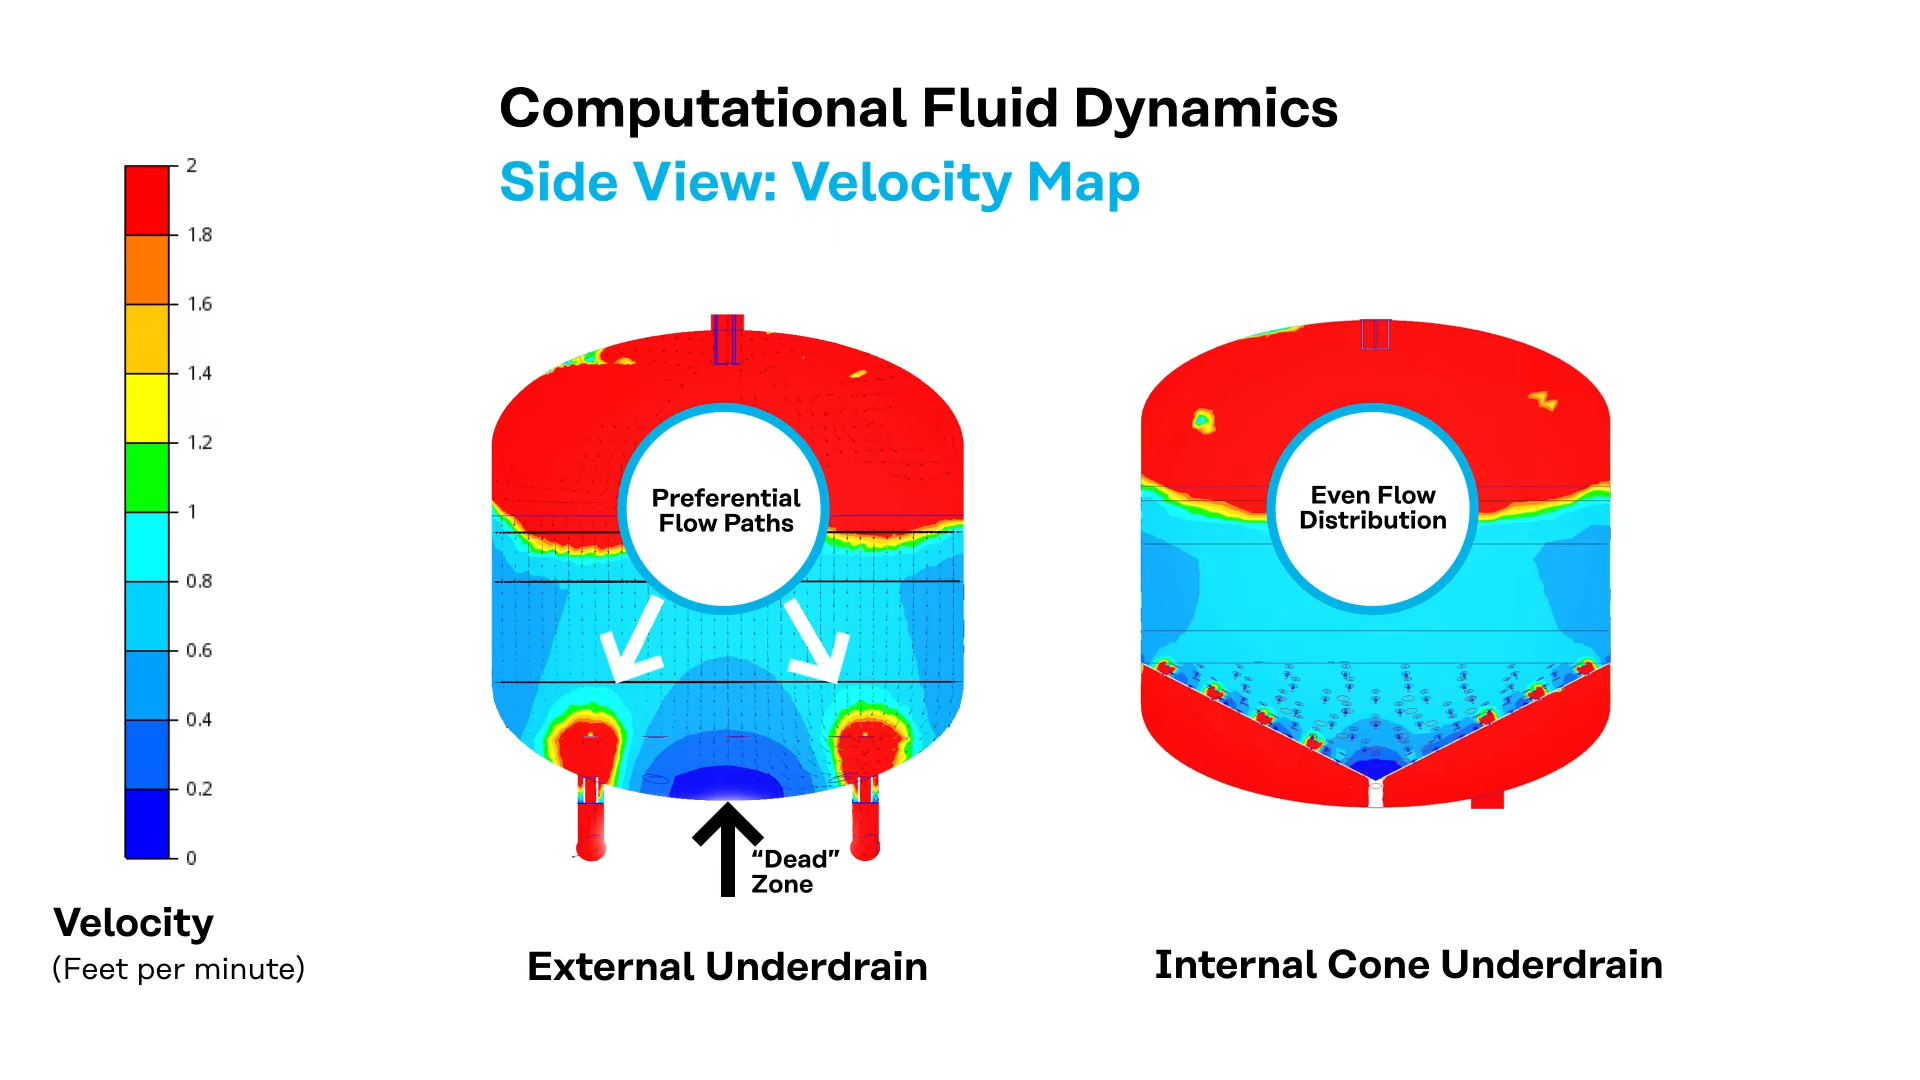 Computational Fluid Dynamics
Side View: Velocity Map
2
1.8
1.6
1.4
1.2
1
0.8
0.6
0.4
0.2
0
Velocity
(Feet per minute)
Preferential
Flow Paths
“Dead”
Zone
External Underdrain
Even Flow
Distribution
Internal Cone Underdrain